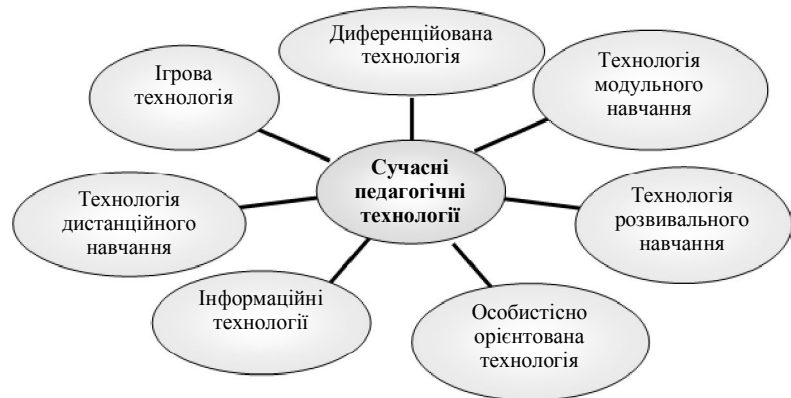 Диференційована
технологія
Ігрова
технологія
Технологія
модульного
навчання
Сучасні
педагогічні
технології
Технологія
дистанційного
навчання
Технологія
розвивального
навчання
Інформаційні
технології
Особистісно
орієнтована
технологія